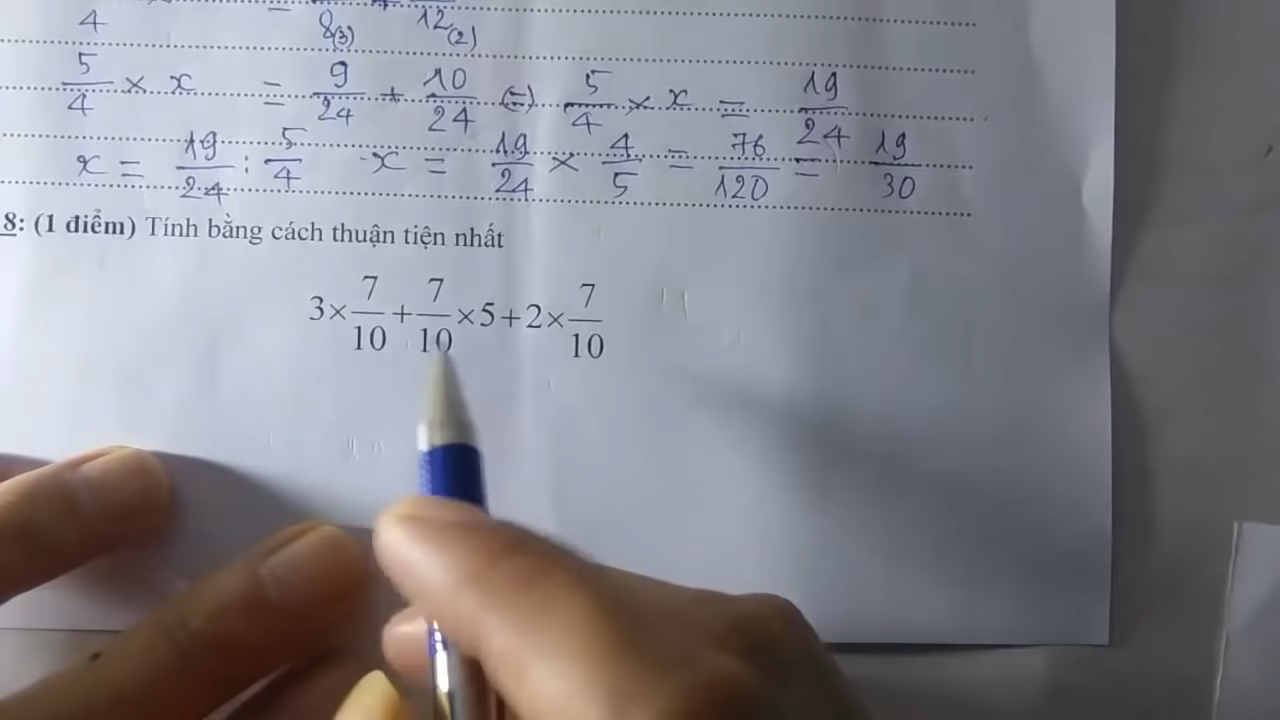 4 = 8(3) + 12(2)
5/4 × x = 9/24 + 10/24 (=) 5/4 × x = 19/24
x = 19/24 : 5/4 x = 19/24 × 4/5 = 76/120 = 19/30
8: (1 điểm) Tính bằng cách thuận tiện nhất
3 × 7/10 + 7/10 × 5 + 2 × 7/10